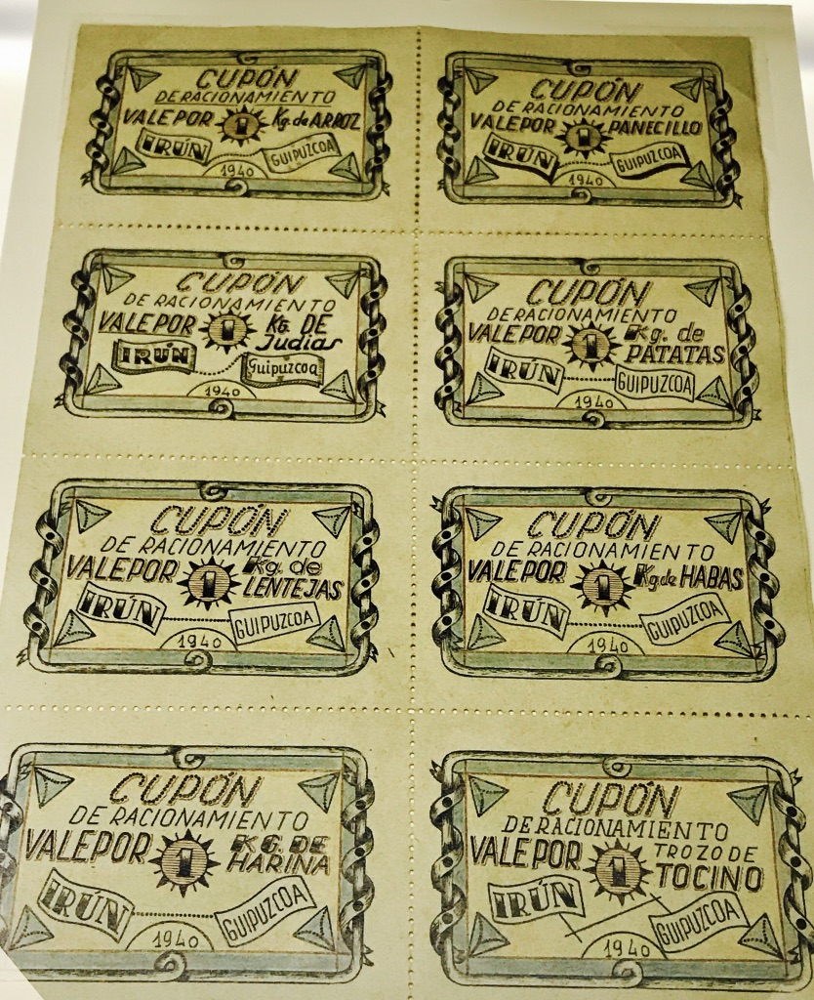 CUPÓN
DE RACIONAMIENTO
VALE POR 1 Kg. de ARROZ
IRÚN GUIPUZCOA
1940
CUPÓN
DE RACIONAMIENTO
VALE POR 1 PANECILLO
IRÚN GUIPUZCOA
1940
CUPÓN
DE RACIONAMIENTO
VALE POR 1 KG. DE
Judias
IRÚN Guipuzcoa
1940
CUPÓN
DE RACIONAMIENTO
VALE POR 1 Kg. de
PATATAS
IRÚN GUIPUZCOA
1940
CUPÓN
DE RACIONAMIENTO
VALE POR 1 Kg. de
LENTEJAS
IRÚN GUIPUZCOA
1940
CUPÓN
DE RACIONAMIENTO
VALE POR 1 Kg. de HABAS
IRÚN GUIPUZCOA
1940
CUPÓN
DE RACIONAMIENTO
VALE POR 1 KG. DE
HARINA
IRÚN GUIPUZCOA
1940
CUPÓN
DE RACIONAMIENTO
VALE POR 1 TROZO DE
TOCINO
IRÚN GUIPUZCOA
1940